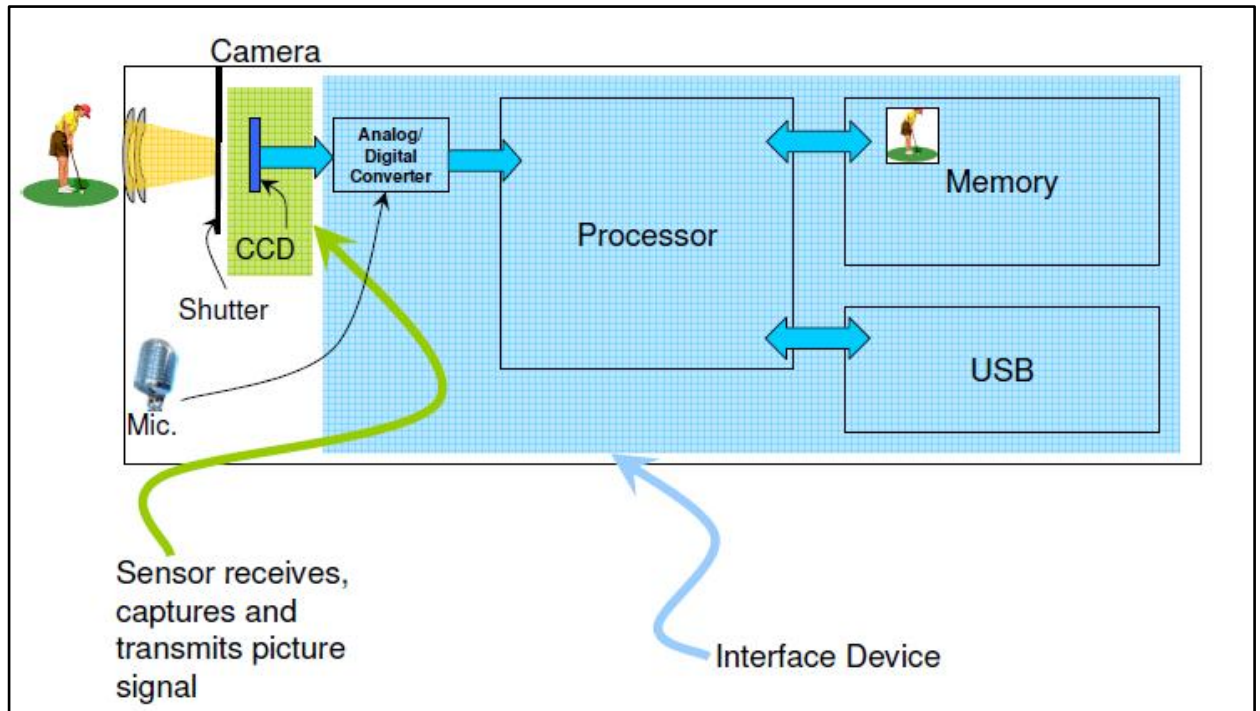 Camera
Analog/
Digital
Converter
Processor
Memory
CCD
Shutter
USB
Mic.
Sensor receives,
captures and
transmits picture
signal
Interface Device